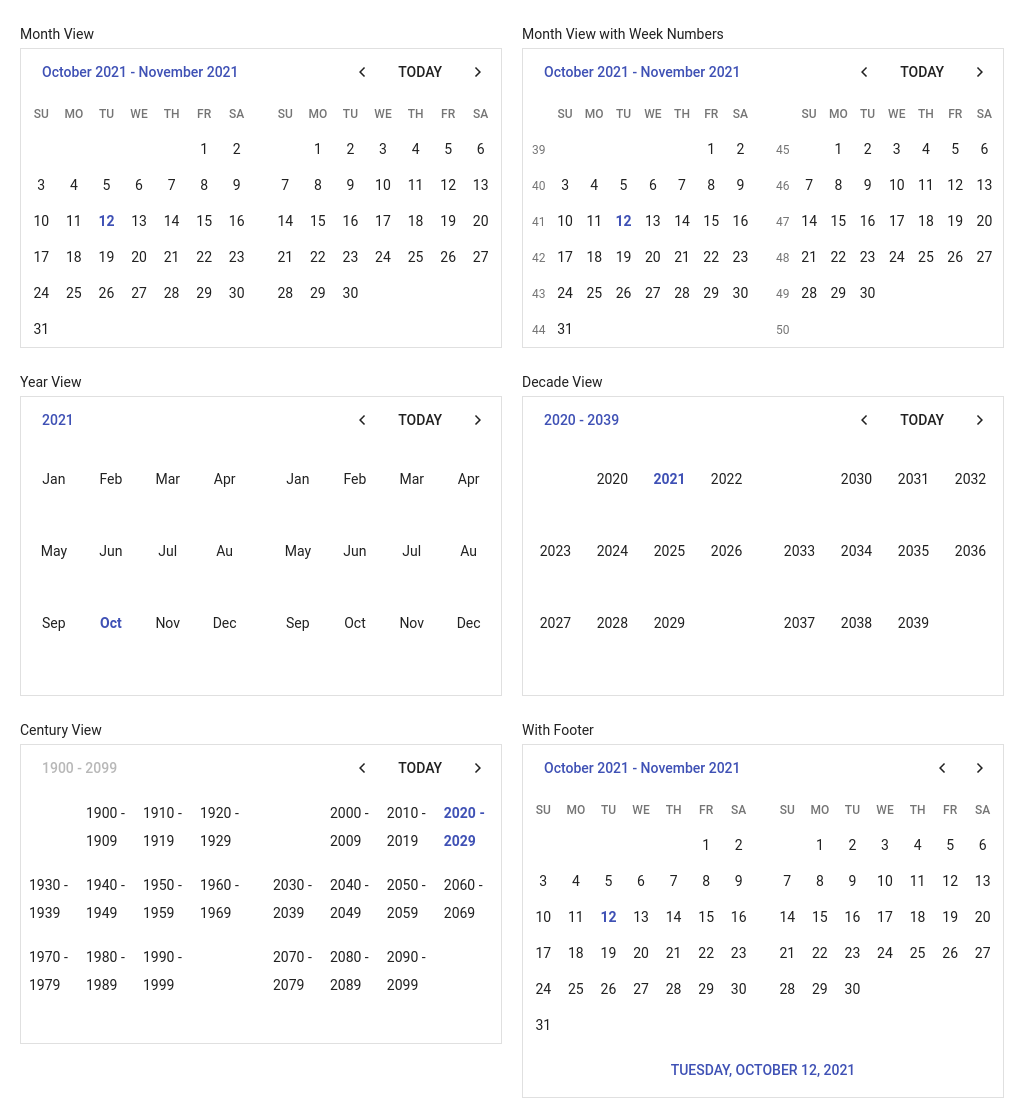 Month View
October 2021 - November 2021 TODAY
SU MO TU WE TH FR SA SU MO TU WE TH FR SA
1 2 1 2 3 4 5 6
3 4 5 6 7 8 9 7 8 9 10 11 12 13
10 11 12 13 14 15 16 14 15 16 17 18 19 20
17 18 19 20 21 22 23 21 22 23 24 25 26 27
24 25 26 27 28 29 30 28 29 30
31
Month View with Week Numbers
October 2021 - November 2021 TODAY
SU MO TU WE TH FR SA SU MO TU WE TH FR SA
39 1 2 45 1 2 3 4 5 6
40 3 4 5 6 7 8 9 46 7 8 9 10 11 12 13
41 10 11 12 13 14 15 16 47 14 15 16 17 18 19 20
42 17 18 19 20 21 22 23 48 21 22 23 24 25 26 27
43 24 25 26 27 28 29 30 49 28 29 30
44 31 50
Year View
2021 TODAY
Jan Feb Mar Apr Jan Feb Mar Apr
May Jun Jul Au May Jun Jul Au
Sep Oct Nov Dec Sep Oct Nov Dec
Decade View
2020 - 2039 TODAY
2020 2021 2022 2030 2031 2032
2023 2024 2025 2026 2033 2034 2035 2036
2027 2028 2029 2037 2038 2039
Century View
1900 - 2099 TODAY
1900 - 1910 - 1920 - 2000 - 2010 - 2020 -
1909 1919 1929 2009 2019 2029
1930 - 1940 - 1950 - 1960 - 2030 - 2040 - 2050 - 2060 -
1939 1949 1959 1969 2039 2049 2059 2069
1970 - 1980 - 1990 - 2070 - 2080 - 2090 -
1979 1989 1999 2079 2089 2099
With Footer
October 2021 - November 2021
SU MO TU WE TH FR SA SU MO TU WE TH FR SA
1 2 1 2 3 4 5 6
3 4 5 6 7 8 9 7 8 9 10 11 12 13
10 11 12 13 14 15 16 14 15 16 17 18 19 20
17 18 19 20 21 22 23 21 22 23 24 25 26 27
24 25 26 27 28 29 30 28 29 30
31
TUESDAY, OCTOBER 12, 2021